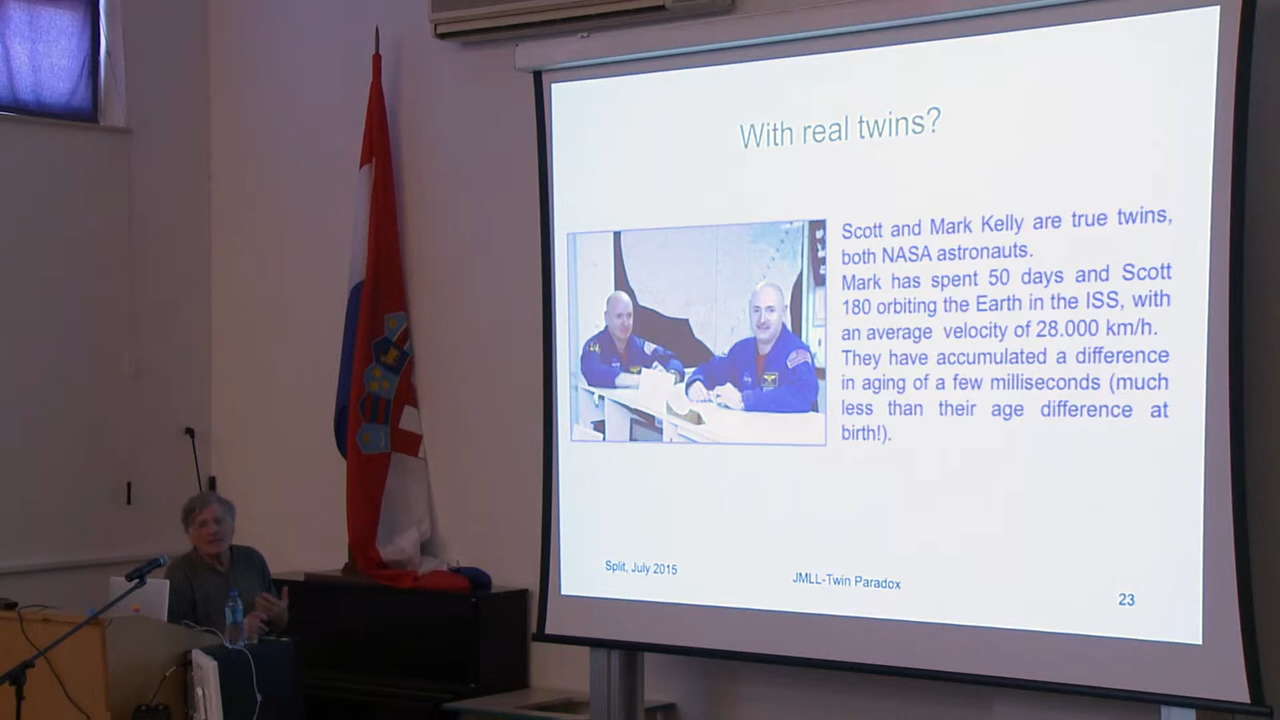 With real twins?
Scott and Mark Kelly are true twins,
both NASA astronauts.
Mark has spent 50 days and Scott
180 orbiting the Earth in the ISS, with
an average velocity of 28.000 km/h.
They have accumulated a difference
in aging of a few milliseconds (much
less than their age difference at
birth!).
Split, July 2015
JMLL-Twin Paradox
23